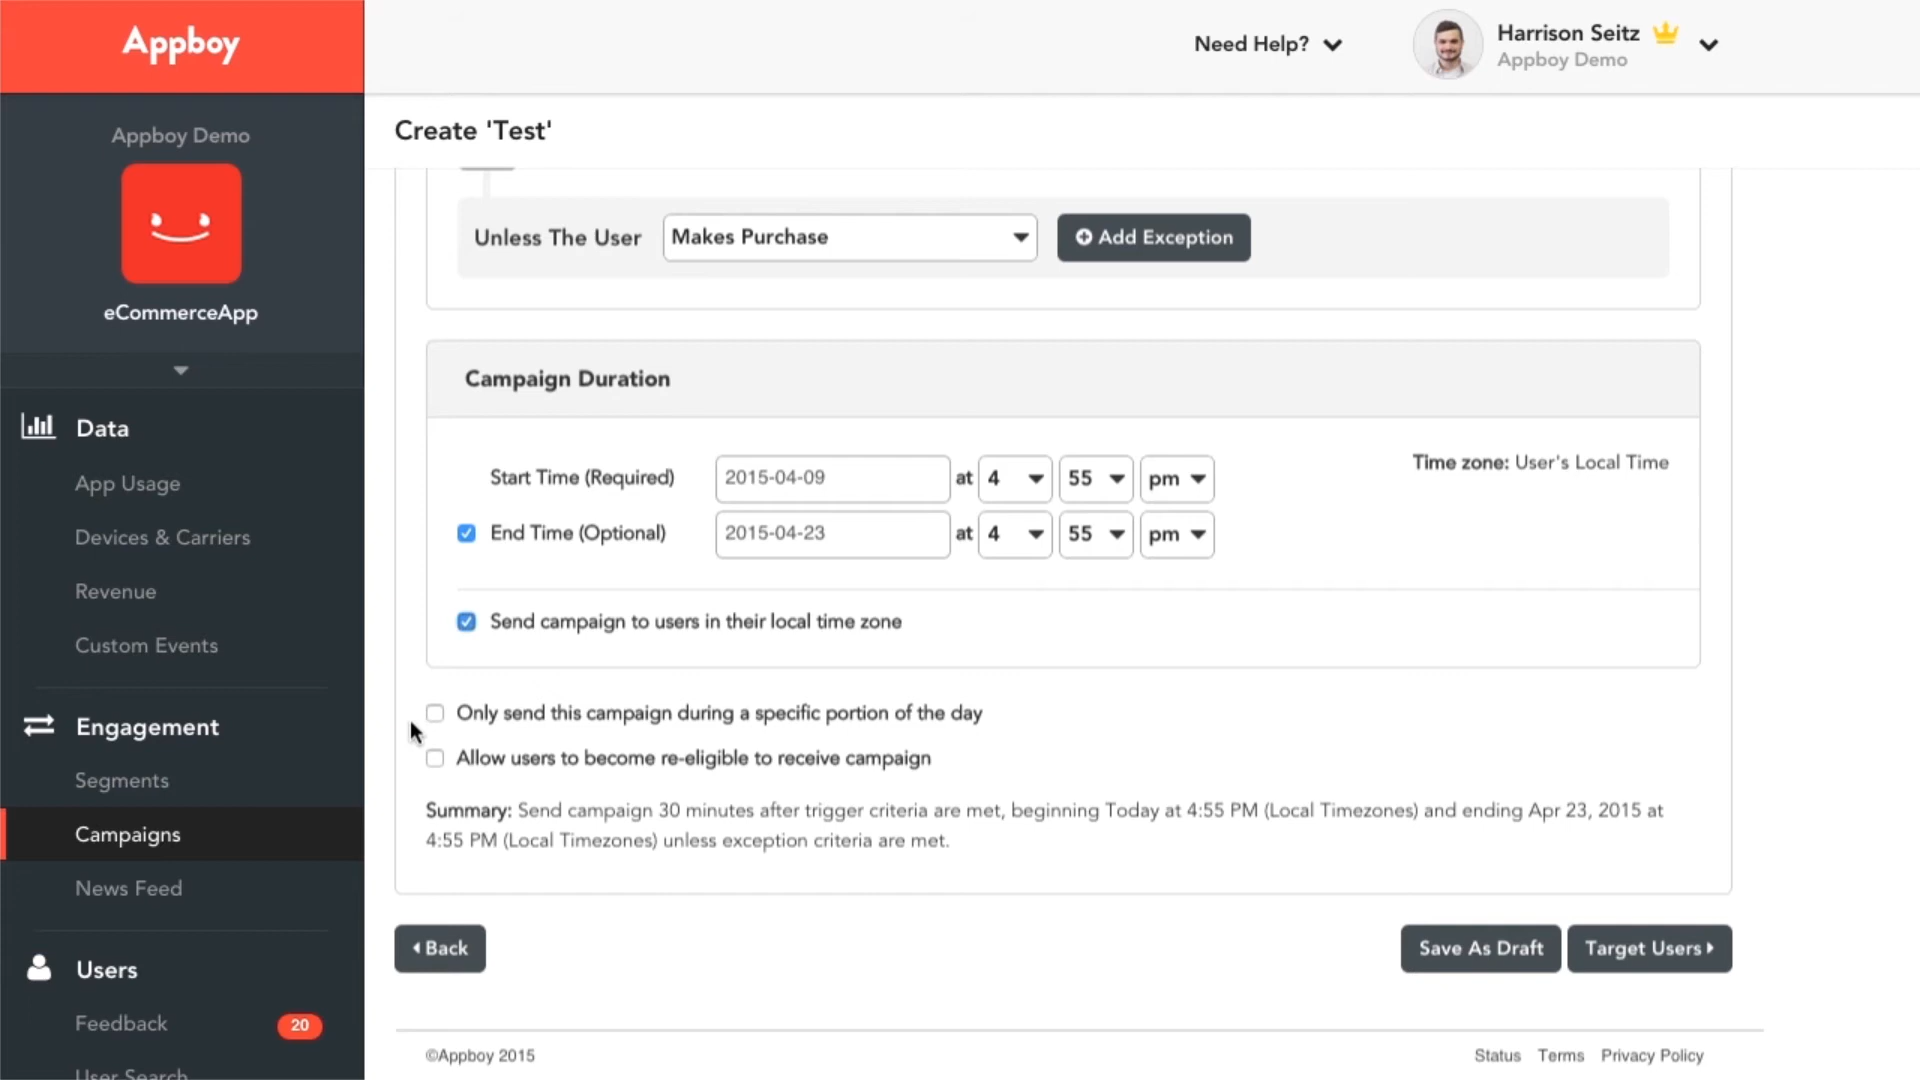 Appboy
Need Help?
Harrison Seitz
Appboy Demo
Appboy Demo
eCommerceApp
Data
App Usage
Devices & Carriers
Revenue
Custom Events
Engagement
Segments
Campaigns
News Feed
Users
Feedback 20
User Search
Create 'Test'
Unless The User Makes Purchase Add Exception
Campaign Duration
Start Time (Required) 2015-04-09 at 4 55 pm
Time zone: User's Local Time
End Time (Optional) 2015-04-23 at 4 55 pm
Send campaign to users in their local time zone
Only send this campaign during a specific portion of the day
Allow users to become re-eligible to receive campaign
Summary: Send campaign 30 minutes after trigger criteria are met, beginning Today at 4:55 PM (Local Timezones) and ending Apr 23, 2015 at
4:55 PM (Local Timezones) unless exception criteria are met.
Back
Save As Draft
Target Users
©Appboy 2015
Status Terms Privacy Policy